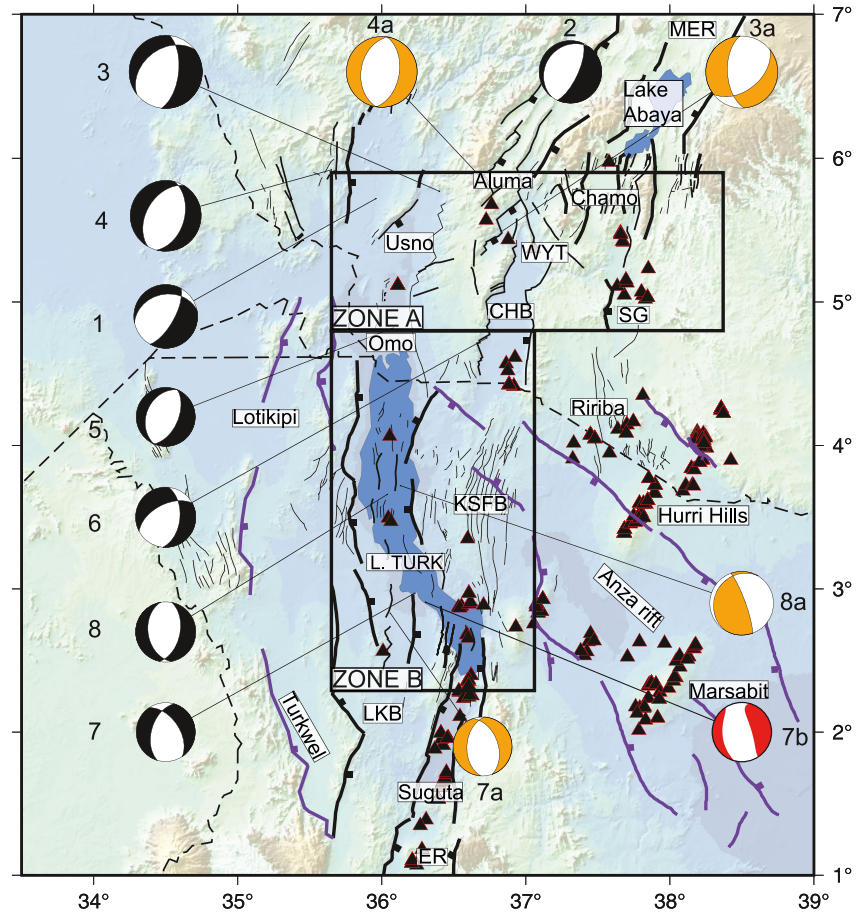 7°
4a
2
3a
MER
3
Lake
Abaya
6°
Aluma
Chamo
4
Usno
WYT
5°
CHB
SG
1
ZONE A
Omo
Lotikipi
Ririba
5
4°
KSFB
Hurri Hills
6
L. TURK
3°
Anza rift
8a
8
ZONE B
Marsabit
Turkwel
LKB
7
2°
7b
7a
Suguta
ER
1°
34°
35°
36°
37°
38°
39°